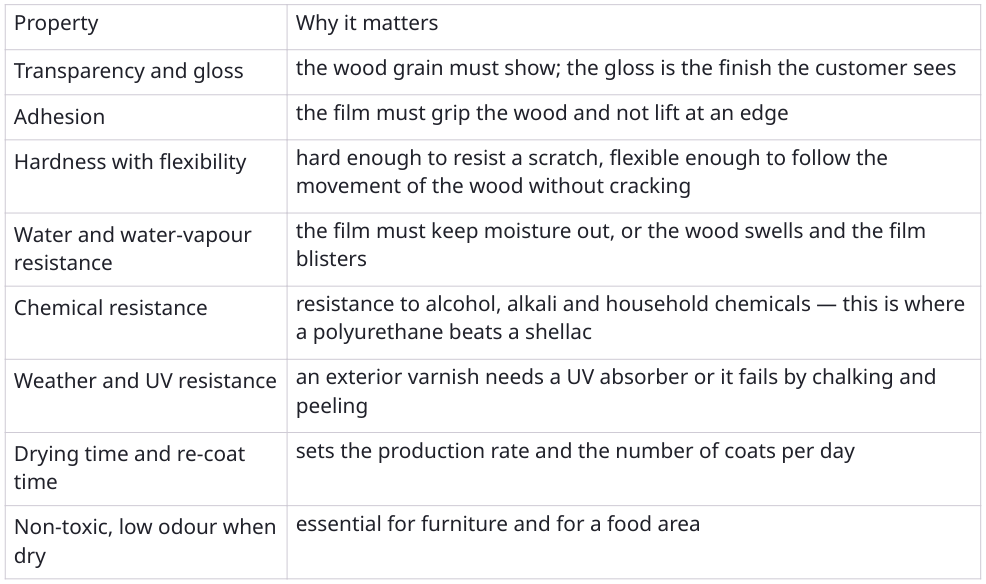 Property
Why it matters
Transparency and gloss
the wood grain must show; the gloss is the finish the customer sees
Adhesion
the film must grip the wood and not lift at an edge
Hardness with flexibility
hard enough to resist a scratch, flexible enough to follow the
movement of the wood without cracking
Water and water-vapour
resistance
the film must keep moisture out, or the wood swells and the film
blisters
Chemical resistance
resistance to alcohol, alkali and household chemicals — this is where
a polyurethane beats a shellac
Weather and UV resistance
an exterior varnish needs a UV absorber or it fails by chalking and
peeling
Drying time and re-coat
time
sets the production rate and the number of coats per day
Non-toxic, low odour when
dry
essential for furniture and for a food area